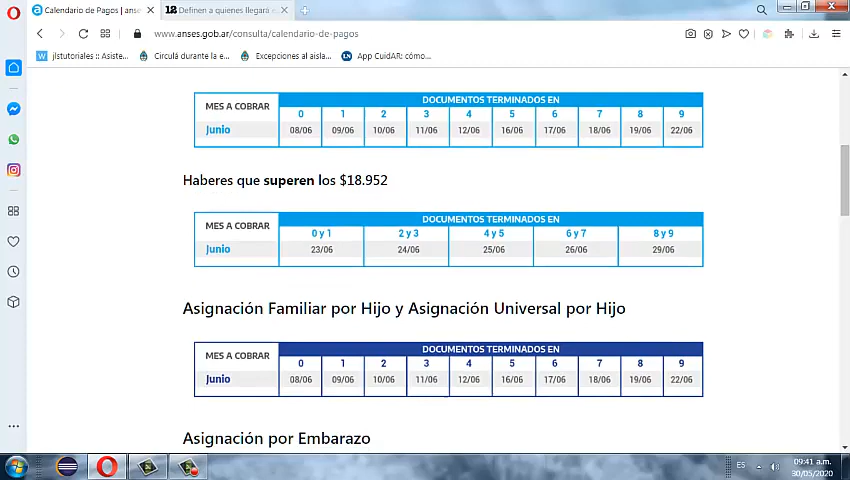 Calendario de Pagos | anse
Definen a quienes llegará e
www.anses.gob.ar/consulta/calendario-de-pagos
jlstutoriales :: Asiste...
Circulá durante la e...
Excepciones al aisla...
App CuidAR: cómo...
MES A COBRAR
DOCUMENTOS TERMINADOS EN
0 1 2 3 4 5 6 7 8 9
Junio 08/06 09/06 10/06 11/06 12/06 16/06 17/06 18/06 19/06 22/06
Haberes que superen los $18.952
MES A COBRAR
DOCUMENTOS TERMINADOS EN
0 y 1 2 y 3 4 y 5 6 y 7 8 y 9
Junio 23/06 24/06 25/06 26/06 29/06
Asignación Familiar por Hijo y Asignación Universal por Hijo
MES A COBRAR
DOCUMENTOS TERMINADOS EN
0 1 2 3 4 5 6 7 8 9
Junio 08/06 09/06 10/06 11/06 12/06 16/06 17/06 18/06 19/06 22/06
Asignación por Embarazo
ES
09:41 a.m.
30/05/2020